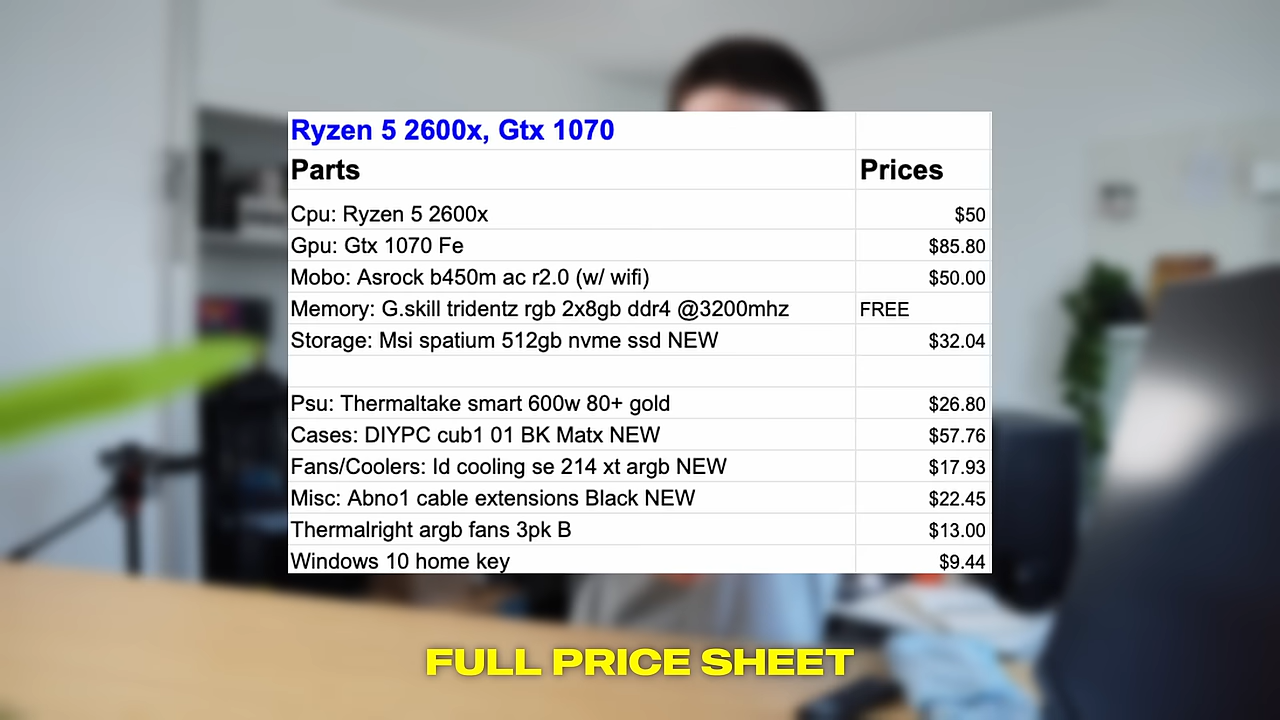 Ryzen 5 2600x, Gtx 1070
Parts Prices
Cpu: Ryzen 5 2600x $50
Gpu: Gtx 1070 Fe $85.80
Mobo: Asrock b450m ac r2.0 (w/ wifi) $50.00
Memory: G.skill tridentz rgb 2x8gb ddr4 @3200mhz FREE
Storage: Msi spatium 512gb nvme ssd NEW $32.04
Psu: Thermaltake smart 600w 80+ gold $26.80
Cases: DIYPC cub1 01 BK Matx NEW $57.76
Fans/Coolers: Id cooling se 214 xt argb NEW $17.93
Misc: Abno1 cable extensions Black NEW $22.45
Thermalright argb fans 3pk B $13.00
Windows 10 home key $9.44
FULL PRICE SHEET